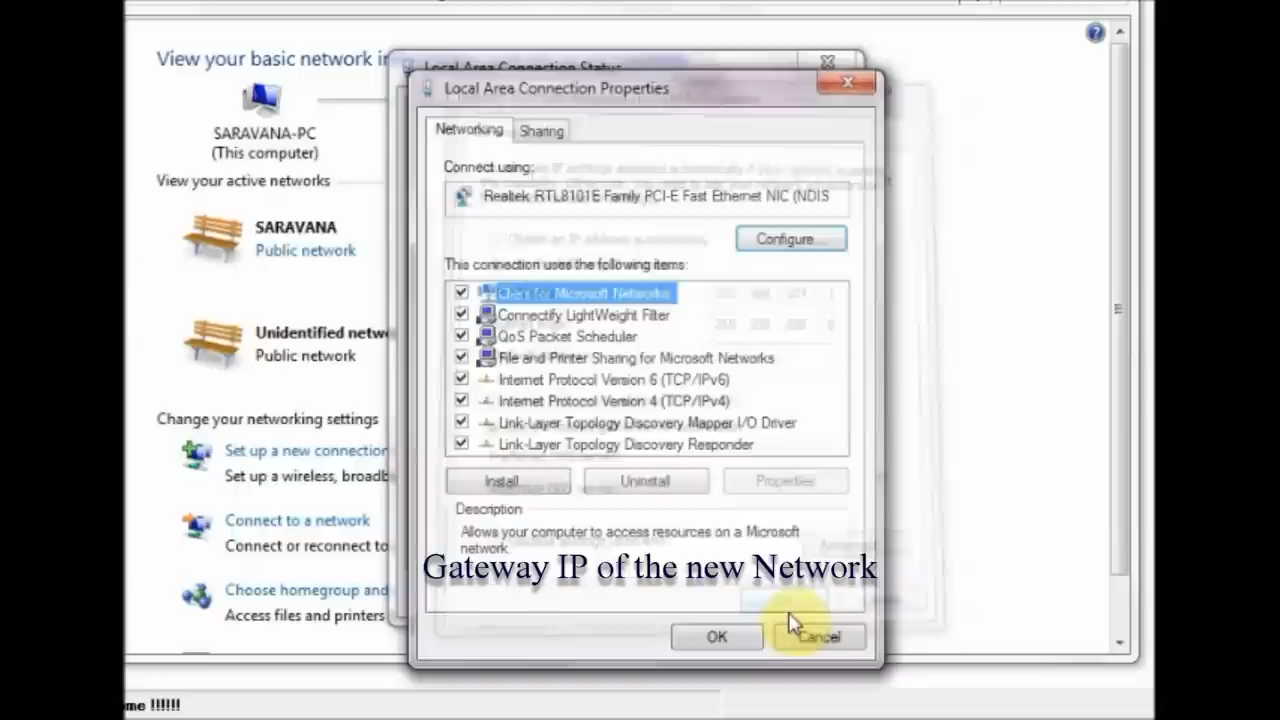 View your basic network
Local Area Connection Status
Local Area Connection Properties
Networking
Sharing
SARAVANA-PC
(This computer)
Connect using:
View your active networks
Realtek RTL8101E Family PCI-E Fast Ethernet NIC (NDIS
SARAVANA
Public network
Configure...
This connection uses the following items:
Client for Microsoft Networks
Connectify LightWeight Filter
QoS Packet Scheduler
File and Printer Sharing for Microsoft Networks
Internet Protocol Version 6 (TCP/IPv6)
Internet Protocol Version 4 (TCP/IPv4)
Link-Layer Topology Discovery Mapper I/O Driver
Link-Layer Topology Discovery Responder
Unidentified netw
Public network
Change your networking settings
Set up a new connection
Set up a wireless, broadb
Install...
Uninstall
Properties
Description
Allows your computer to access resources on a Microsoft
network.
Connect to a network
Connect or reconnect to
Gateway IP of the new Network
Choose homegroup and
Access files and printers
OK
Cancel
me !!!!!!